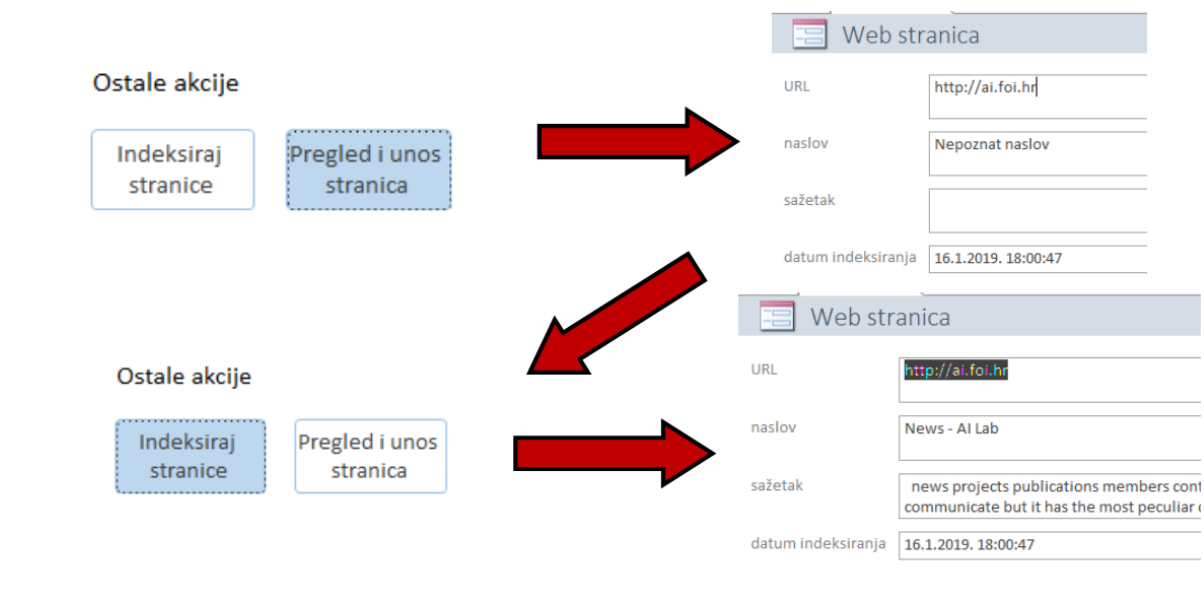 Ostale akcije
Indeksiraj
stranice
Pregled i unos
stranica
Web stranica
URL
http://ai.foi.hr
naslov
Nepoznat naslov
sažetak
datum indeksiranja
16.1.2019. 18:00:47
Ostale akcije
Indeksiraj
stranice
Pregled i unos
stranica
Web stranica
URL
http://ai.foi.hr
naslov
News - AI Lab
sažetak
news projects publications members cont
communicate but it has the most peculiar
datum indeksiranja
16.1.2019. 18:00:47